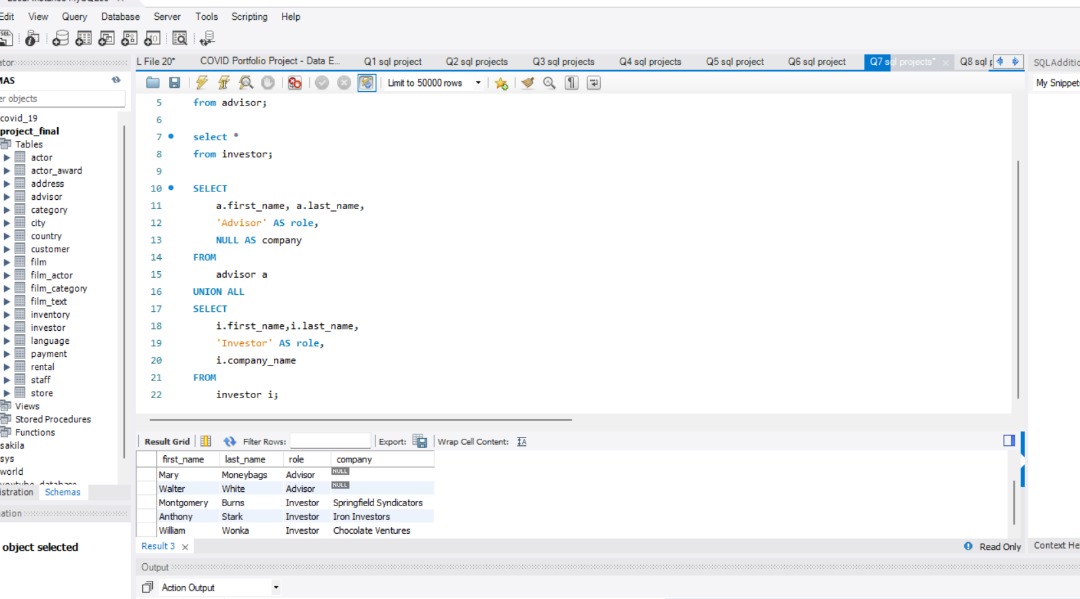 Edit View Query Database Server Tools Scripting Help
L File 20* COVID Portfolio Project - Data E... Q1 sql project Q2 sql projects Q3 sql projects Q4 sql projects Q5 sql project Q6 sql project Q7 sql projects* Q8 sql p SQLAdditio
Limit to 50000 rows My Snippet
MAS
er objects
covid_19
project_final
Tables
actor
actor_award
address
advisor
category
city
country
customer
film
film_actor
film_category
film_text
inventory
investor
language
payment
rental
staff
store
Views
Stored Procedures
Functions
sakila
sys
world
youtube_database
istration Schemas
ation
object selected
5 from advisor;
6
7 select *
8 from investor;
9
10 SELECT
11 a.first_name, a.last_name,
12 'Advisor' AS role,
13 NULL AS company
14 FROM
15 advisor a
16 UNION ALL
17 SELECT
18 i.first_name,i.last_name,
19 'Investor' AS role,
20 i.company_name
21 FROM
22 investor i;
Result Grid Filter Rows: Export: Wrap Cell Content:
first_name last_name role company
Mary Moneybags Advisor NULL
Walter White Advisor NULL
Montgomery Burns Investor Springfield Syndicators
Anthony Stark Investor Iron Investors
William Wonka Investor Chocolate Ventures
Result 3 Read Only Context He
Output
Action Output